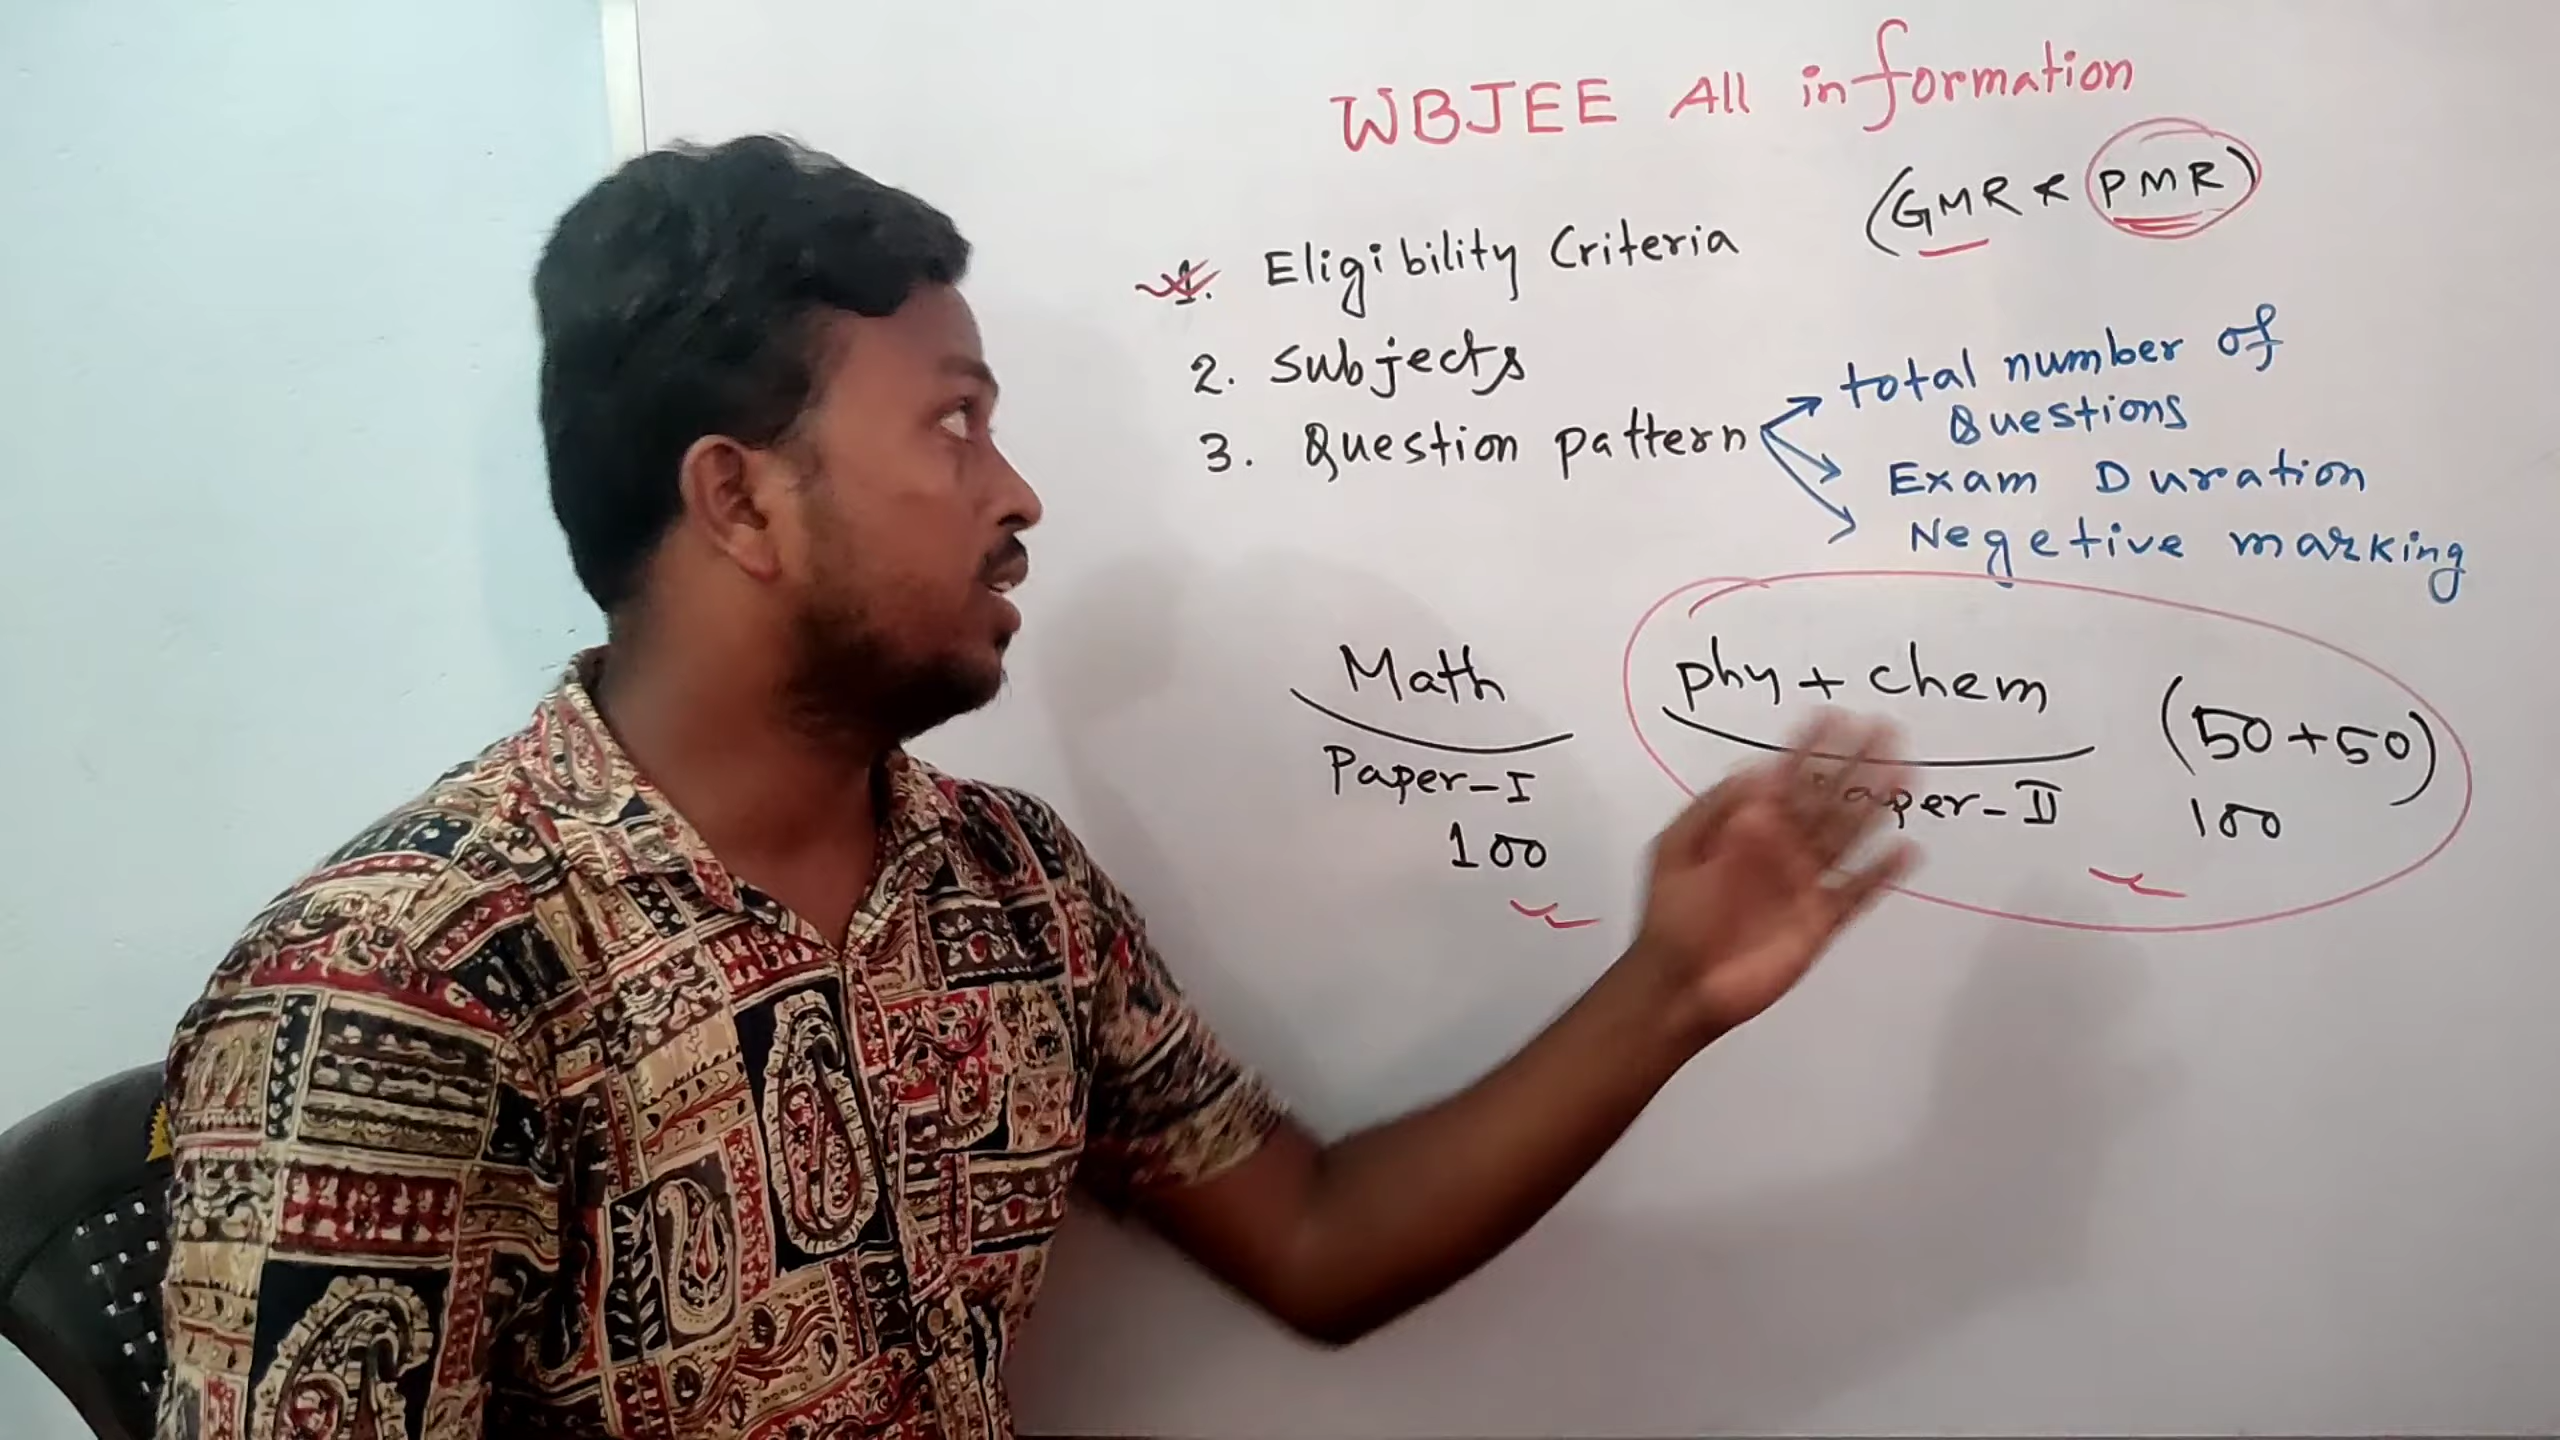 WBJEE All information
(GMR & PMR)
1. Eligibility Criteria
2. Subjects
3. Question pattern
total number of
Questions
Exam Duration
Negetive marking
Math
Paper-I
100
phy + chem
Paper-II
(50+50)
100